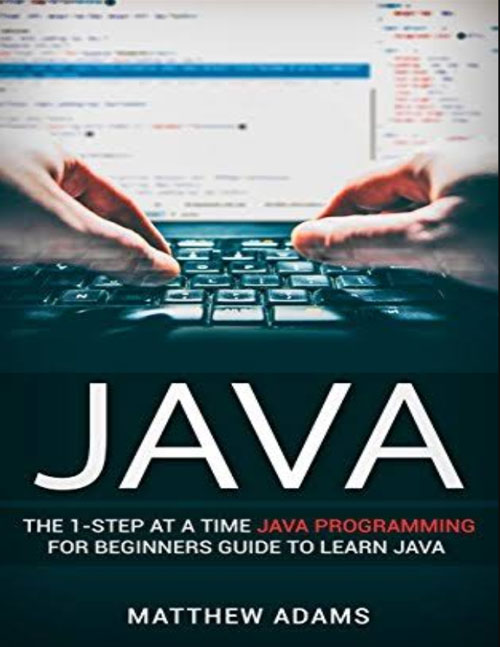 JAVA
THE 1-STEP AT A TIME JAVA PROGRAMMING
FOR BEGINNERS GUIDE TO LEARN JAVA
MATTHEW ADAMS